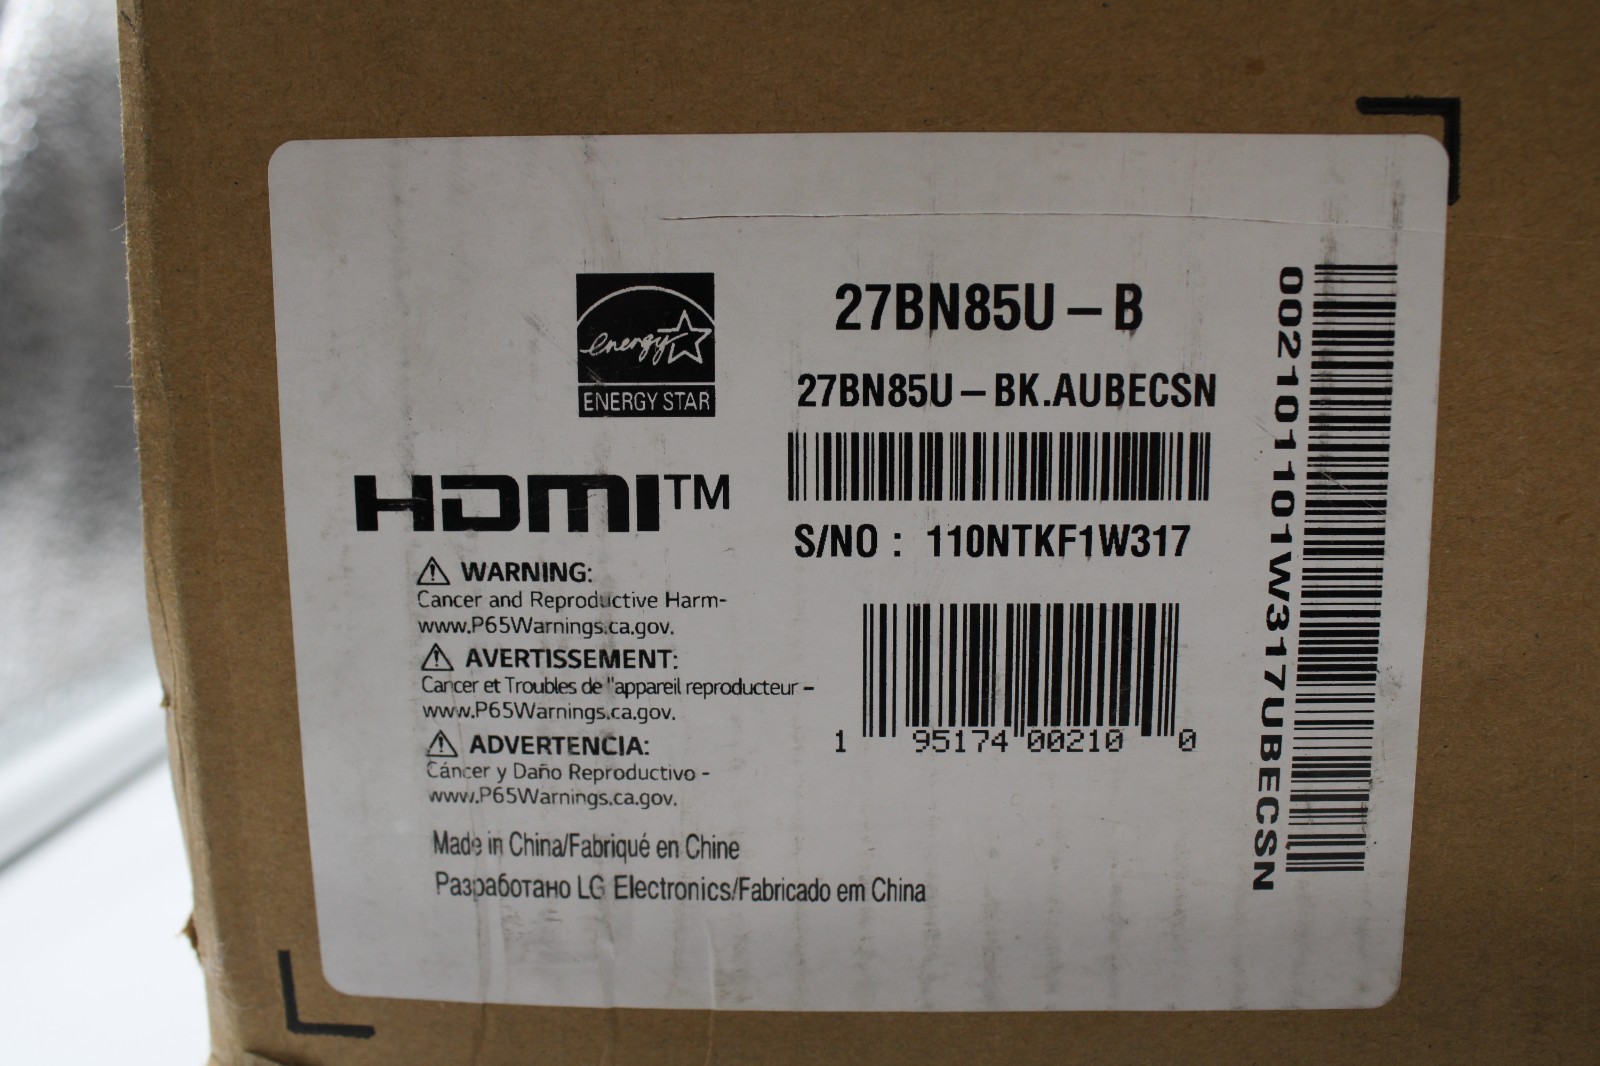 energy
ENERGY STAR
HDMI™
27BN85U-B
27BN85U-BK.AUBECSN
S/NO : 110NTKF1W317
1 95174 00210 0
⚠ WARNING:
Cancer and Reproductive Harm-
www.P65Warnings.ca.gov.
⚠ AVERTISSEMENT:
Cancer et Troubles de "appareil reproducteur –
www.P65Warnings.ca.gov.
⚠ ADVERTENCIA:
Cáncer y Daño Reproductivo -
www.P65Warnings.ca.gov.
Made in China/Fabriqué en Chine
Разработано LG Electronics/Fabricado em China
002101101W317UBECSN